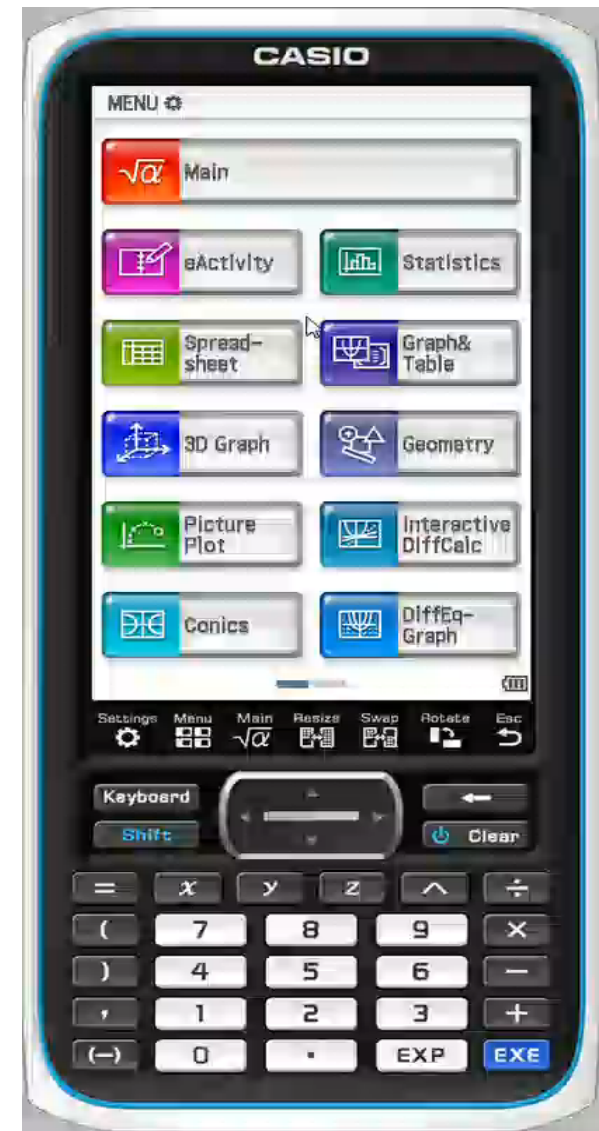 CASIO
MENU
√α Main
eActivity
Statistics
Spread-
sheet
Graph&
Table
3D Graph
Geometry
Picture
Plot
Interactive
DiffCalc
Conics
DiffEq-
Graph
Settings Menu Main Resize Swap Rotate Esc
√α
Keyboard
Shift
Clear
= x y z ^ ÷
( 7 8 9 ×
) 4 5 6 −
, 1 2 3 +
(−) 0 . EXP EXE